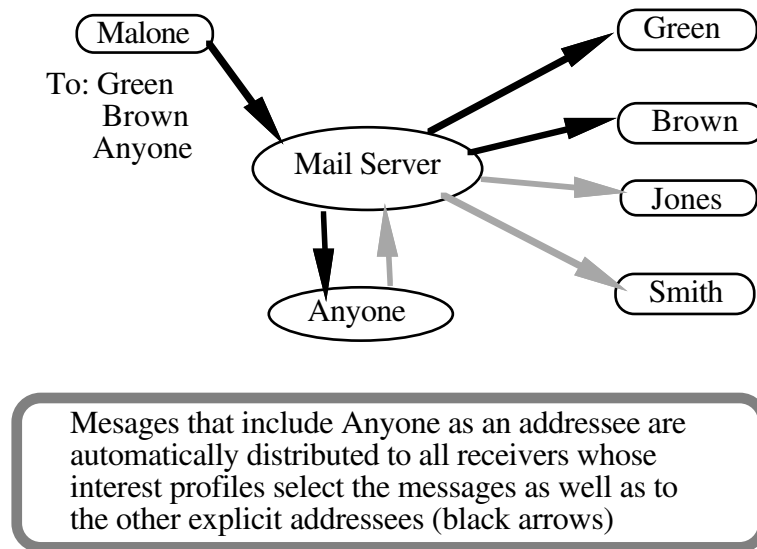 Malone
To: Green
Brown
Anyone
Mail Server
Anyone
Green
Brown
Jones
Smith
Mesages that include Anyone as an addressee are
automatically distributed to all receivers whose
interest profiles select the messages as well as to
the other explicit addressees (black arrows)